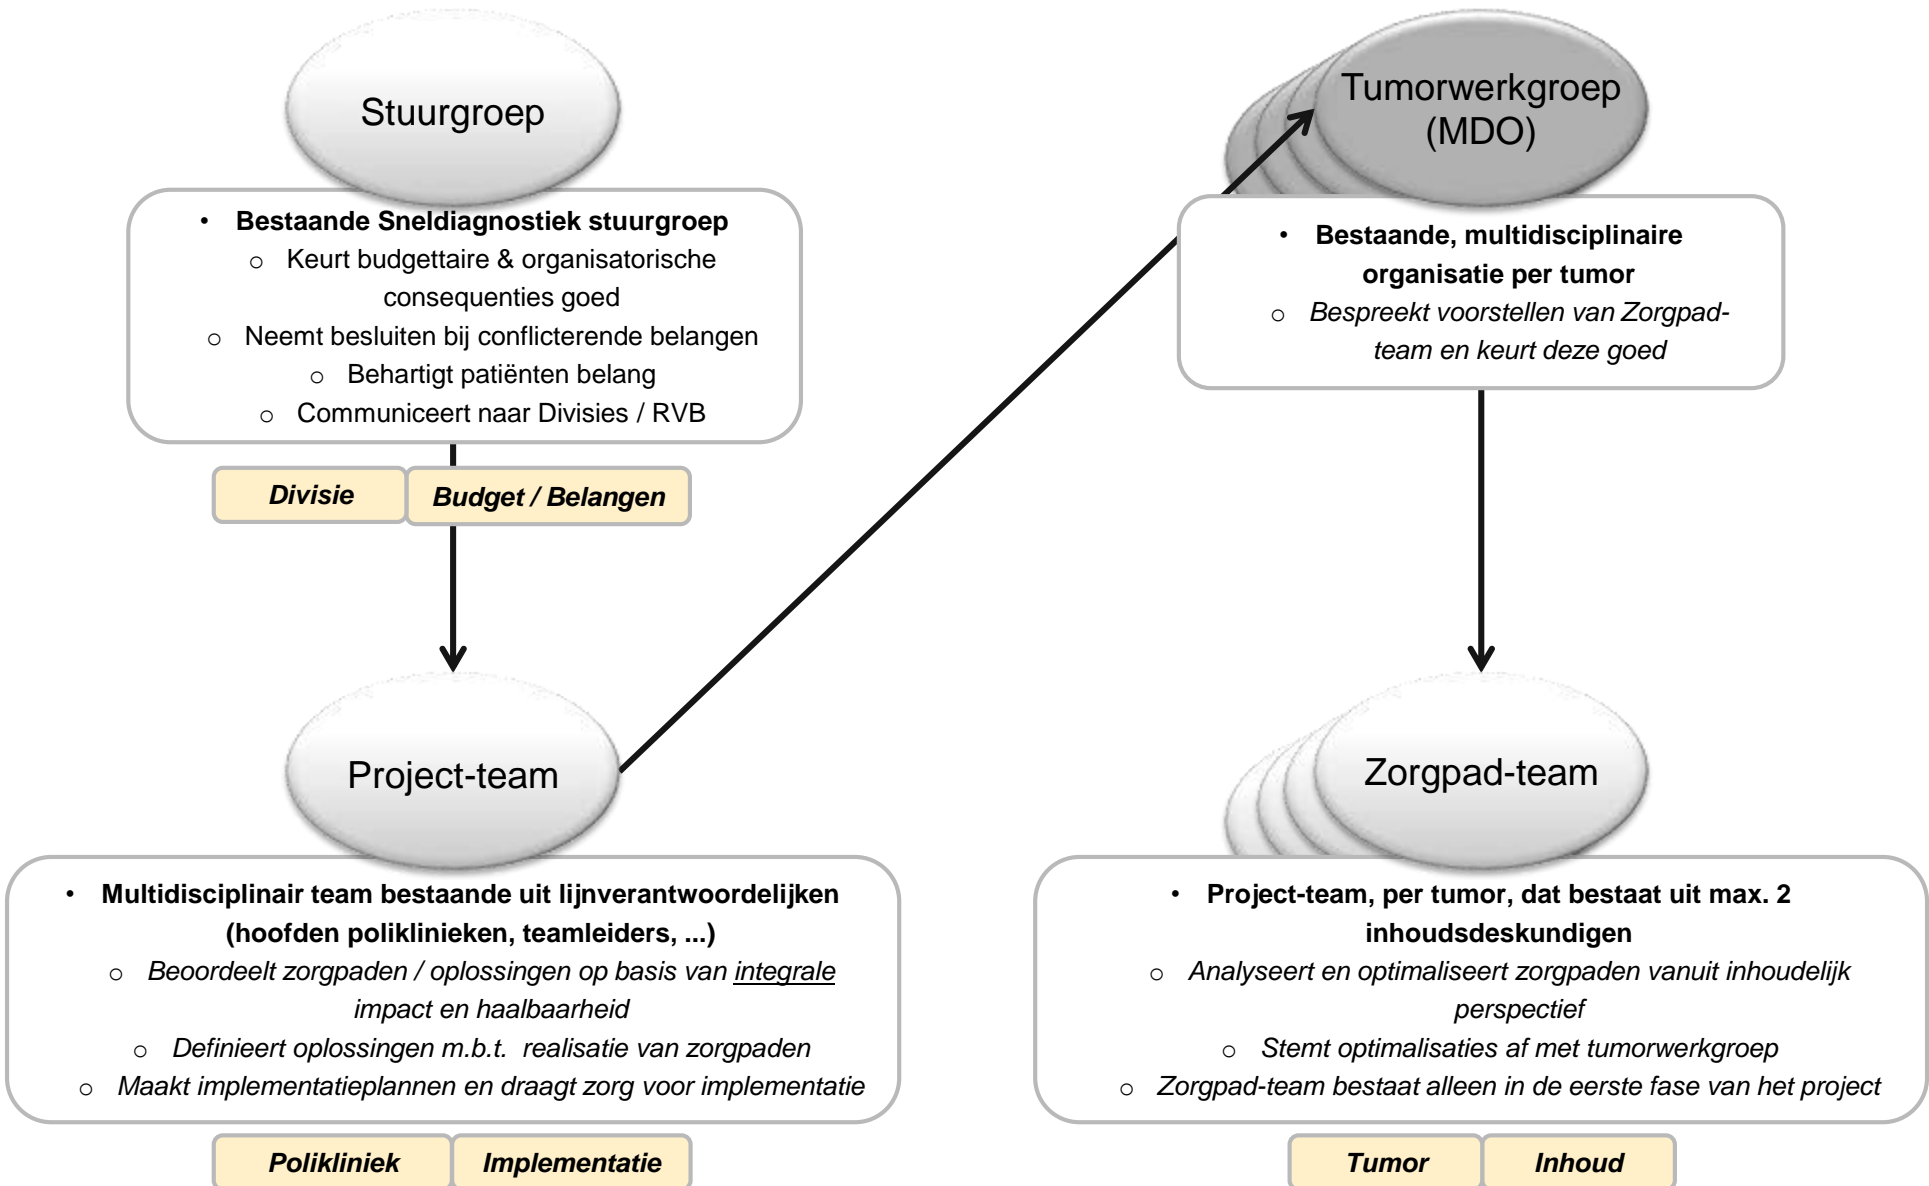 Stuurgroep
• Bestaande Sneldiagnostiek stuurgroep
o Keurt budgettaire & organisatorische
consequenties goed
o Neemt besluiten bij conflicterende belangen
o Behartigt patiënten belang
o Communiceert naar Divisies / RVB
Divisie
Budget / Belangen
Tumorwerkgroep
(MDO)
• Bestaande, multidisciplinaire
organisatie per tumor
o Bespreekt voorstellen van Zorgpad-
team en keurt deze goed
Project-team
• Multidisciplinair team bestaande uit lijnverantwoordelijken
(hoofden poliklinieken, teamleiders, ...)
o Beoordeelt zorgpaden / oplossingen op basis van integrale
impact en haalbaarheid
o Definieert oplossingen m.b.t. realisatie van zorgpaden
o Maakt implementatieplannen en draagt zorg voor implementatie
Polikliniek
Implementatie
Zorgpad-team
• Project-team, per tumor, dat bestaat uit max. 2
inhoudsdeskundigen
o Analyseert en optimaliseert zorgpaden vanuit inhoudelijk
perspectief
o Stemt optimalisaties af met tumorwerkgroep
o Zorgpad-team bestaat alleen in de eerste fase van het project
Tumor
Inhoud